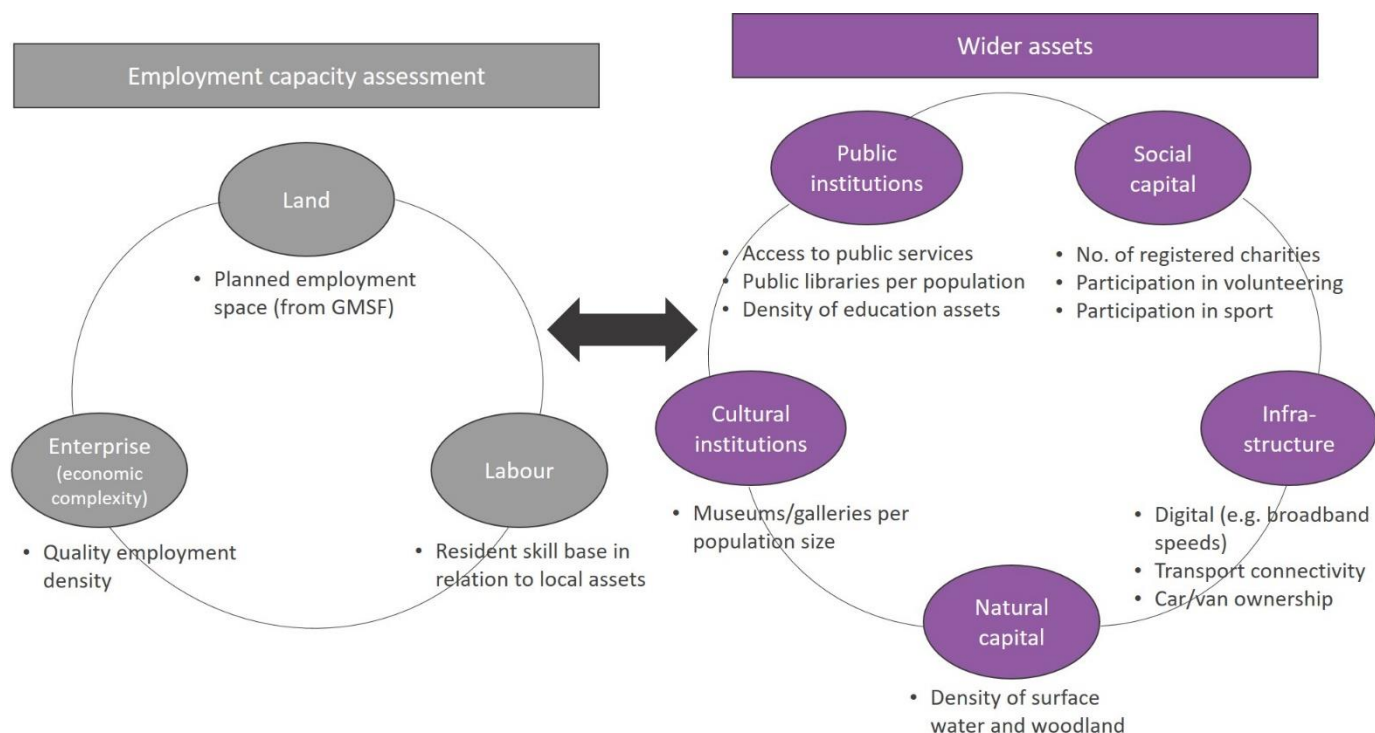 Employment capacity assessment
Land
• Planned employment
space (from GMSF)
Enterprise
(economic
complexity)
• Quality employment
density
Labour
• Resident skill base in
relation to local assets
Wider assets
Public
institutions
• Access to public services
• Public libraries per population
• Density of education assets
Social
capital
• No. of registered charities
• Participation in volunteering
• Participation in sport
Cultural
institutions
• Museums/galleries per
population size
Infra-
structure
• Digital (e.g. broadband
speeds)
• Transport connectivity
• Car/van ownership
Natural
capital
• Density of surface
water and woodland